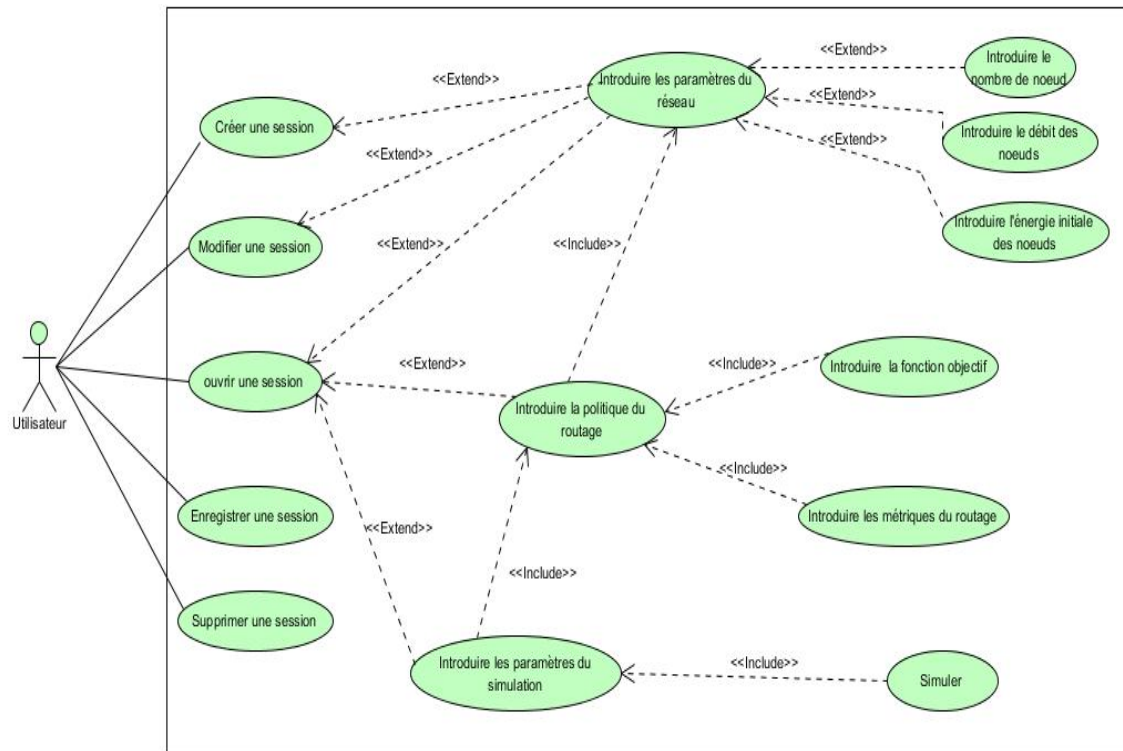 <<Extend>>
Introduire le
nombre de noeud
<<Extend>>
Introduire les paramètres du
réseau
<<Extend>>
Créer une session
Introduire le débit des
noeuds
<<Extend>>
<<Extend>>
Introduire l'énergie initiale
des noeuds
Modifier une session
<<Extend>>
<<Include>>
Utilisateur
ouvrir une session
<<Extend>>
<<Include>>
Introduire la fonction objectif
Introduire la politique du
routage
<<Include>>
Enregistrer une session
<<Extend>>
Introduire les métriques du routage
<<Include>>
Supprimer une session
Introduire les paramètres du
simulation
<<Include>>
Simuler